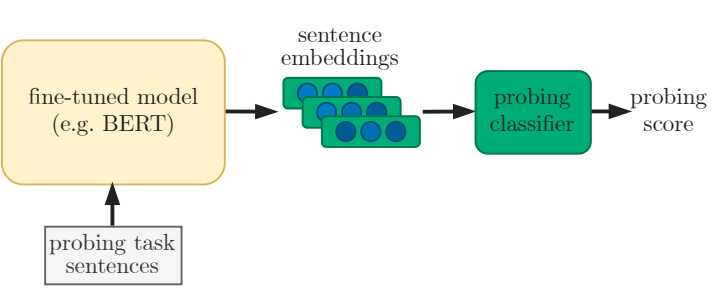 sentence
embeddings
fine-tuned model
(e.g. BERT)
probing
classifier
probing
score
probing task
sentences